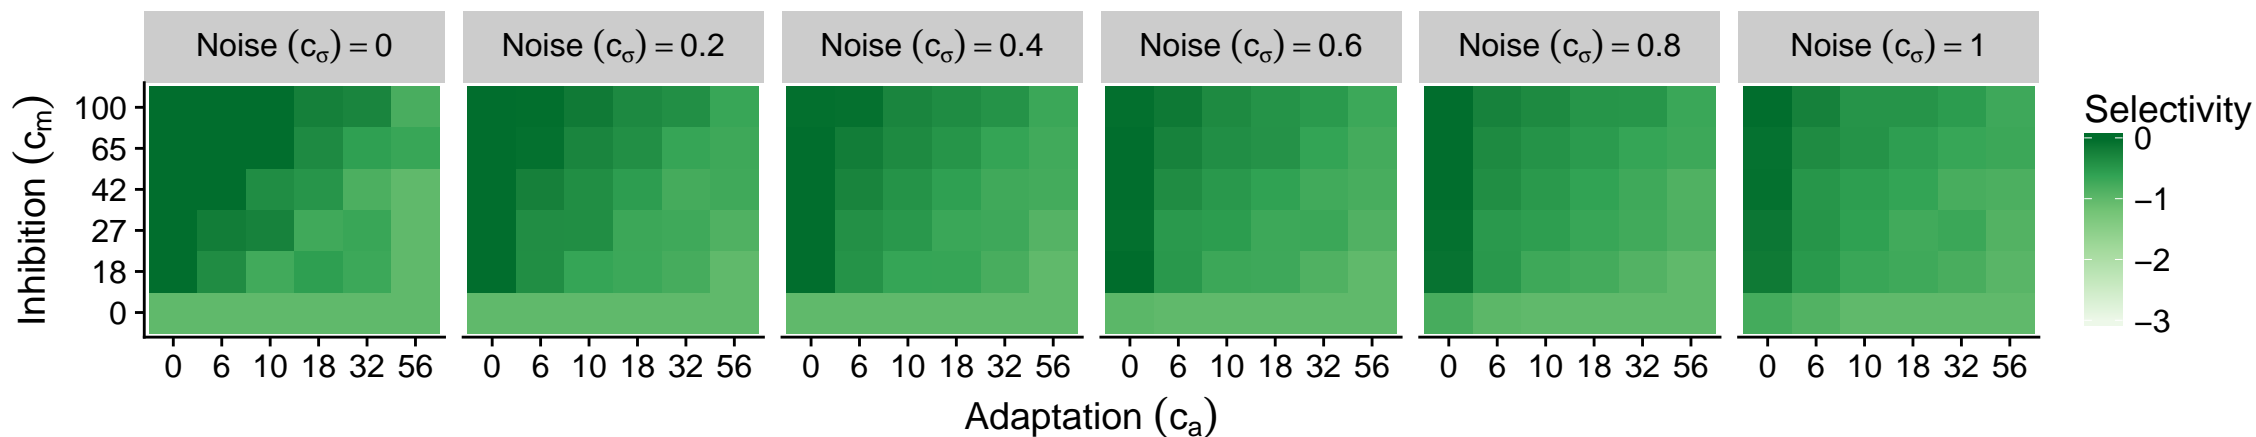 Noise (cσ) = 0
Noise (cσ) = 0.2
Noise (cσ) = 0.4
Noise (cσ) = 0.6
Noise (cσ) = 0.8
Noise (cσ) = 1
Inhibition (cm)
100
65
42
27
18
0
0 6 10 18 32 56
0 6 10 18 32 56
0 6 10 18 32 56
0 6 10 18 32 56
0 6 10 18 32 56
0 6 10 18 32 56
Adaptation (ca)
Selectivity
0
−1
−2
−3